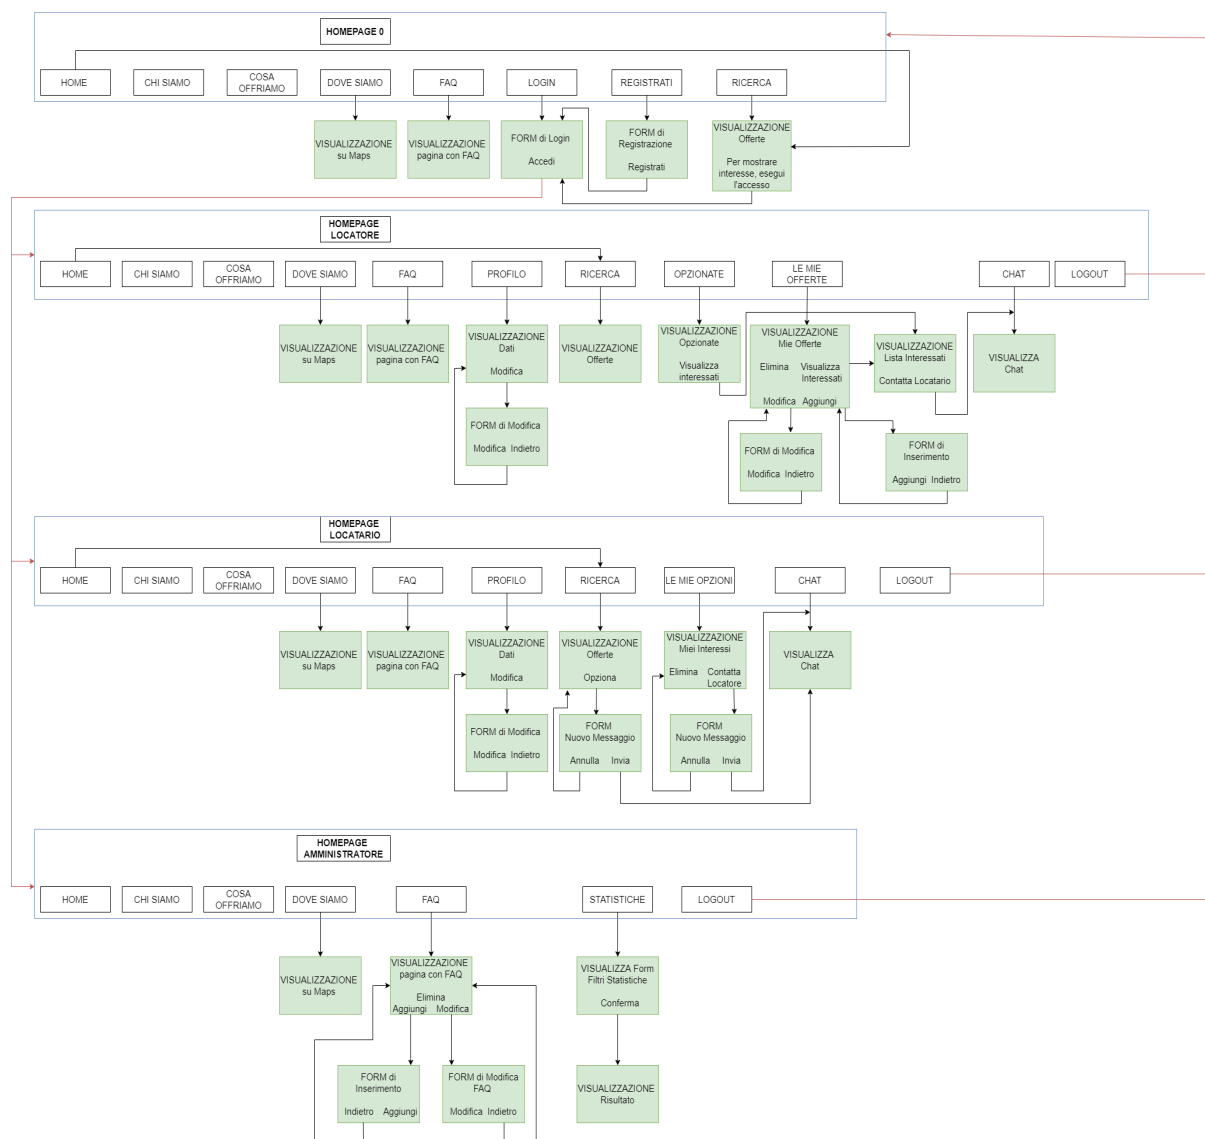 HOMEPAGE 0
HOME
CHI SIAMO
COSA
OFFRIAMO
DOVE SIAMO
FAQ
LOGIN
REGISTRATI
RICERCA
VISUALIZZAZIONE
su Maps
VISUALIZZAZIONE
pagina con FAQ
FORM di Login
Accedi
FORM di
Registrazione
Registrati
VISUALIZZAZIONE
Offerte
Per mostrare
interesse, esegui
l'accesso
HOMEPAGE
LOCATORE
HOME
CHI SIAMO
COSA
OFFRIAMO
DOVE SIAMO
FAQ
PROFILO
RICERCA
OPZIONATE
LE MIE
OFFERTE
CHAT
LOGOUT
VISUALIZZAZIONE
su Maps
VISUALIZZAZIONE
pagina con FAQ
VISUALIZZAZIONE
Dati
Modifica
VISUALIZZAZIONE
Offerte
VISUALIZZAZIONE
Opzionate
Visualizza
interessati
VISUALIZZAZIONE
Mie Offerte
Elimina Visualizza
Interessati
Modifica Aggiungi
VISUALIZZAZIONE
Lista Interessati
Contatta Locatario
VISUALIZZA
Chat
FORM di Modifica
Modifica Indietro
FORM di Modifica
Modifica Indietro
FORM di
Inserimento
Aggiungi Indietro
HOMEPAGE
LOCATARIO
HOME
CHI SIAMO
COSA
OFFRIAMO
DOVE SIAMO
FAQ
PROFILO
RICERCA
LE MIE OPZIONI
CHAT
LOGOUT
VISUALIZZAZIONE
su Maps
VISUALIZZAZIONE
pagina con FAQ
VISUALIZZAZIONE
Dati
Modifica
VISUALIZZAZIONE
Offerte
Opziona
VISUALIZZAZIONE
Miei Interessi
Elimina Contatta
Locatore
VISUALIZZA
Chat
FORM di Modifica
Modifica Indietro
FORM
Nuovo Messaggio
Annulla Invia
FORM
Nuovo Messaggio
Annulla Invia
HOMEPAGE
AMMINISTRATORE
HOME
CHI SIAMO
COSA
OFFRIAMO
DOVE SIAMO
FAQ
STATISTICHE
LOGOUT
VISUALIZZAZIONE
su Maps
VISUALIZZAZIONE
pagina con FAQ
Elimina
Aggiungi Modifica
VISUALIZZA Form
Filtri Statistiche
Conferma
FORM di
Inserimento
Indietro Aggiungi
FORM di Modifica
FAQ
Modifica Indietro
VISUALIZZAZIONE
Risultato